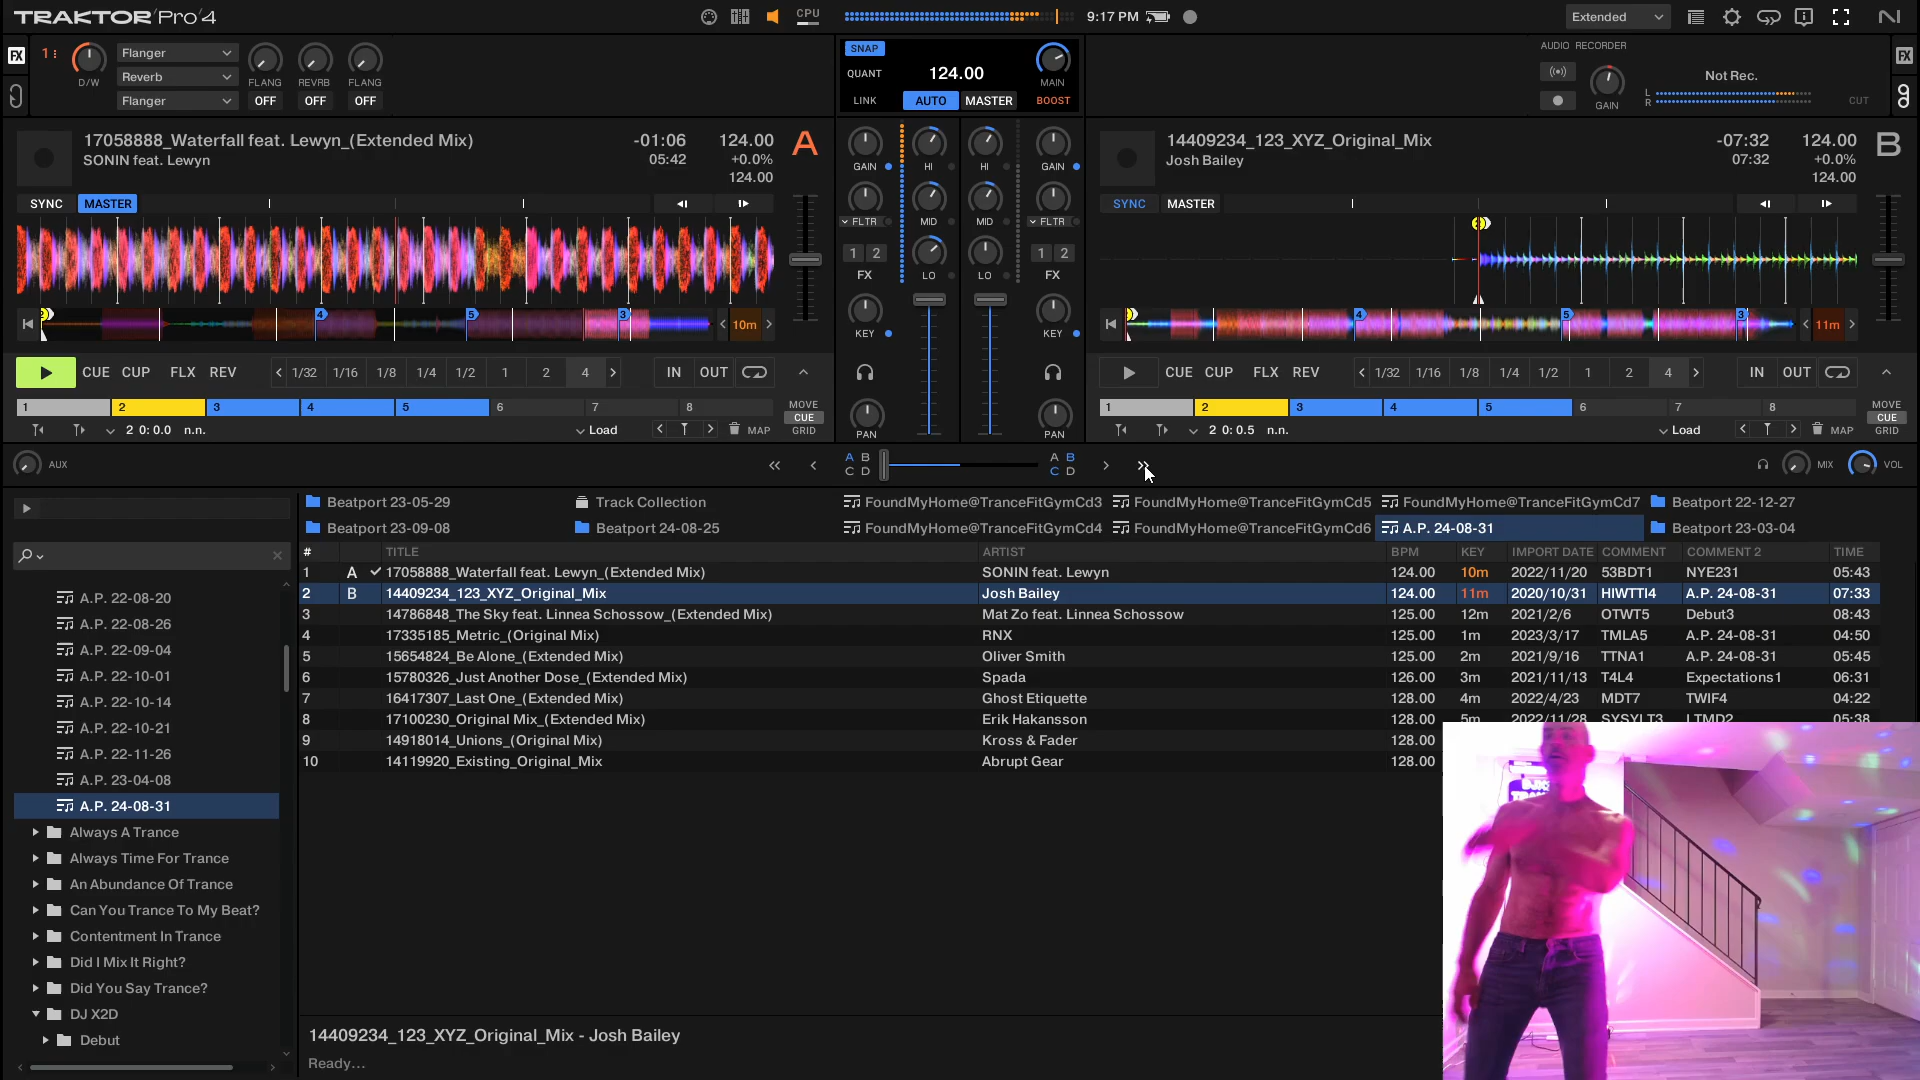 TRAKTOR Pro 4
CPU
9:17 PM
Extended
FX
1
D/W
Flanger
Reverb
Flanger
FLANG REVRB FLANG
OFF OFF OFF
SNAP
QUANT
LINK
124.00
AUTO MASTER
MAIN
BOOST
AUDIO RECORDER
GAIN
Not Rec.
L
R
CUT
FX
17058888_Waterfall feat. Lewyn_(Extended Mix)
SONIN feat. Lewyn
-01:06
05:42
124.00
+0.0%
124.00
A
SYNC MASTER
4 5 3
10m
CUE CUP FLX REV
1/32 1/16 1/8 1/4 1/2 1 2 4
IN OUT
1 2 3 4 5 6 7 8
MOVE
CUE
GRID
2 0: 0.0 n.n.
Load
MAP
GAIN HI HI GAIN
FLTR MID MID FLTR
1 2 1 2
FX LO LO FX
KEY KEY
PAN PAN
14409234_123_XYZ_Original_Mix
Josh Bailey
-07:32
07:32
124.00
+0.0%
124.00
B
SYNC MASTER
4 5 3
11m
CUE CUP FLX REV
1/32 1/16 1/8 1/4 1/2 1 2 4
IN OUT
1 2 3 4 5 6 7 8
MOVE
CUE
GRID
2 0: 0.5 n.n.
Load
MAP
AUX
A B
C D
A B
C D
MIX
VOL
Beatport 23-05-29
Track Collection
FoundMyHome@TranceFitGymCd3
FoundMyHome@TranceFitGymCd5
FoundMyHome@TranceFitGymCd7
Beatport 22-12-27
Beatport 23-09-08
Beatport 24-08-25
FoundMyHome@TranceFitGymCd4
FoundMyHome@TranceFitGymCd6
A.P. 24-08-31
Beatport 23-03-04
# TITLE ARTIST BPM KEY IMPORT DATE COMMENT COMMENT 2 TIME
1 A 17058888_Waterfall feat. Lewyn_(Extended Mix) SONIN feat. Lewyn 124.00 10m 2022/11/20 53BDT1 NYE231 05:43
2 B 14409234_123_XYZ_Original_Mix Josh Bailey 124.00 11m 2020/10/31 HIWTTI4 A.P. 24-08-31 07:33
3 14786848_The Sky feat. Linnea Schossow_(Extended Mix) Mat Zo feat. Linnea Schossow 125.00 12m 2021/2/6 OTWT5 Debut3 08:43
4 17335185_Metric_(Original Mix) RNX 125.00 1m 2023/3/17 TMLA5 A.P. 24-08-31 04:50
5 15654824_Be Alone_(Extended Mix) Oliver Smith 125.00 2m 2021/9/16 TTNA1 A.P. 24-08-31 05:45
6 15780326_Just Another Dose_(Extended Mix) Spada 126.00 3m 2021/11/13 T4L4 Expectations1 06:31
7 16417307_Last One_(Extended Mix) Ghost Etiquette 128.00 4m 2022/4/23 MDT7 TWIF4 04:22
8 17100230_Original Mix_(Extended Mix) Erik Hakansson 128.00 5m 2022/11/28 SYSYLT3 LTMD2 05:38
9 14918014_Unions_(Original Mix) Kross & Fader 128.00
10 14119920_Existing_Original_Mix Abrupt Gear 128.00
A.P. 22-08-20
A.P. 22-08-26
A.P. 22-09-04
A.P. 22-10-01
A.P. 22-10-14
A.P. 22-10-21
A.P. 22-11-26
A.P. 23-04-08
A.P. 24-08-31
Always A Trance
Always Time For Trance
An Abundance Of Trance
Can You Trance To My Beat?
Contentment In Trance
Did I Mix It Right?
Did You Say Trance?
DJ X2D
Debut
14409234_123_XYZ_Original_Mix - Josh Bailey
Ready...